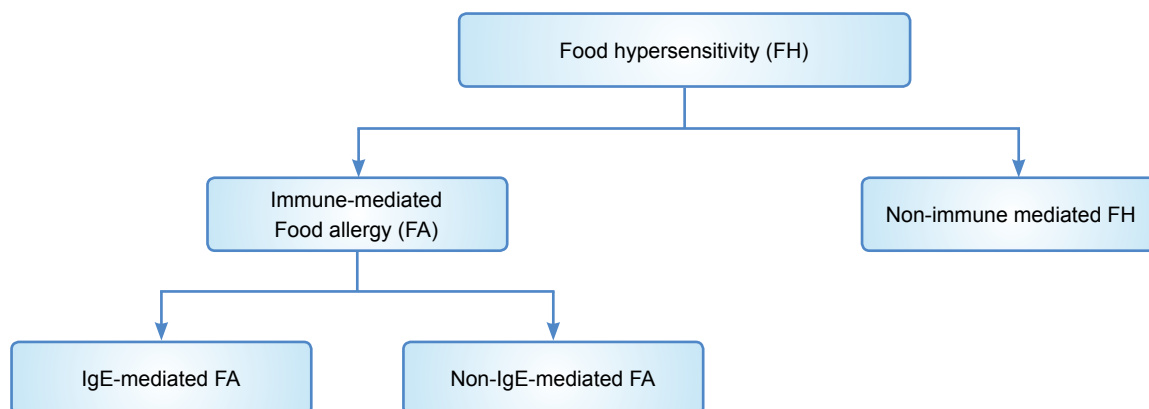 Food hypersensitivity (FH)
Immune-mediated
Food allergy (FA)
Non-immune mediated FH
IgE-mediated FA
Non-IgE-mediated FA